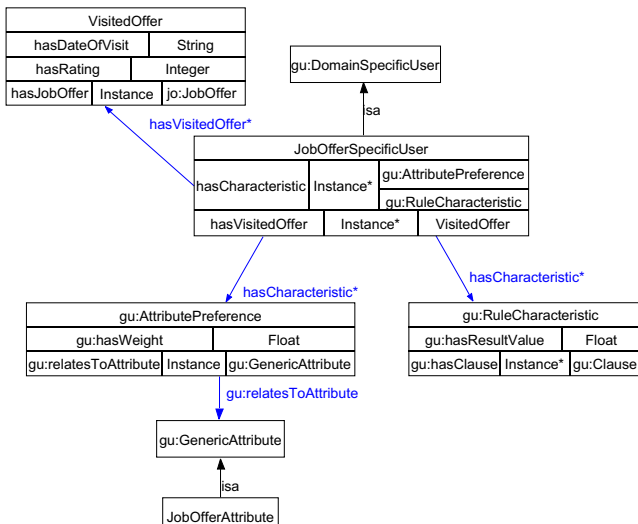 VisitedOffer
hasDateOfVisit String
hasRating Integer
hasJobOffer Instance jo:JobOffer
gu:DomainSpecificUser
isa
hasVisitedOffer*
JobOfferSpecificUser
hasCharacteristic Instance* gu:AttributePreference
gu:RuleCharacteristic
hasVisitedOffer Instance* VisitedOffer
hasCharacteristic*
hasCharacteristic*
gu:AttributePreference
gu:hasWeight Float
gu:relatesToAttribute Instance gu:GenericAttribute
gu:RuleCharacteristic
gu:hasResultValue Float
gu:hasClause Instance* gu:Clause
gu:relatesToAttribute
gu:GenericAttribute
isa
JobOfferAttribute